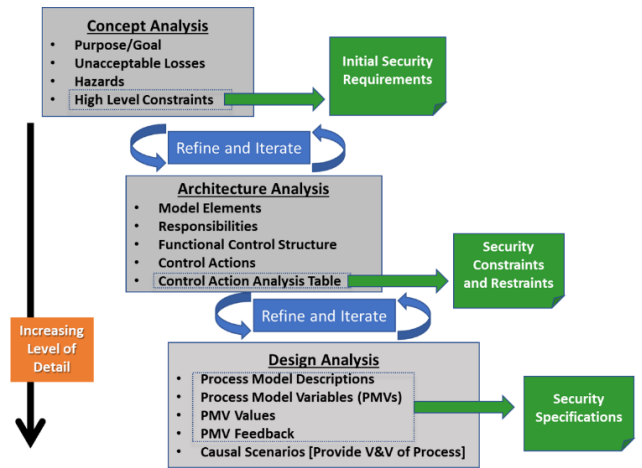 Concept Analysis
• Purpose/Goal
• Unacceptable Losses
• Hazards
• High Level Constraints
Initial Security
Requirements
Refine and Iterate
Architecture Analysis
• Model Elements
• Responsibilities
• Functional Control Structure
• Control Actions
• Control Action Analysis Table
Security
Constraints
and Restraints
Refine and Iterate
Increasing
Level of
Detail
Design Analysis
• Process Model Descriptions
• Process Model Variables (PMVs)
• PMV Values
• PMV Feedback
• Causal Scenarios [Provide V&V of Process]
Security
Specifications